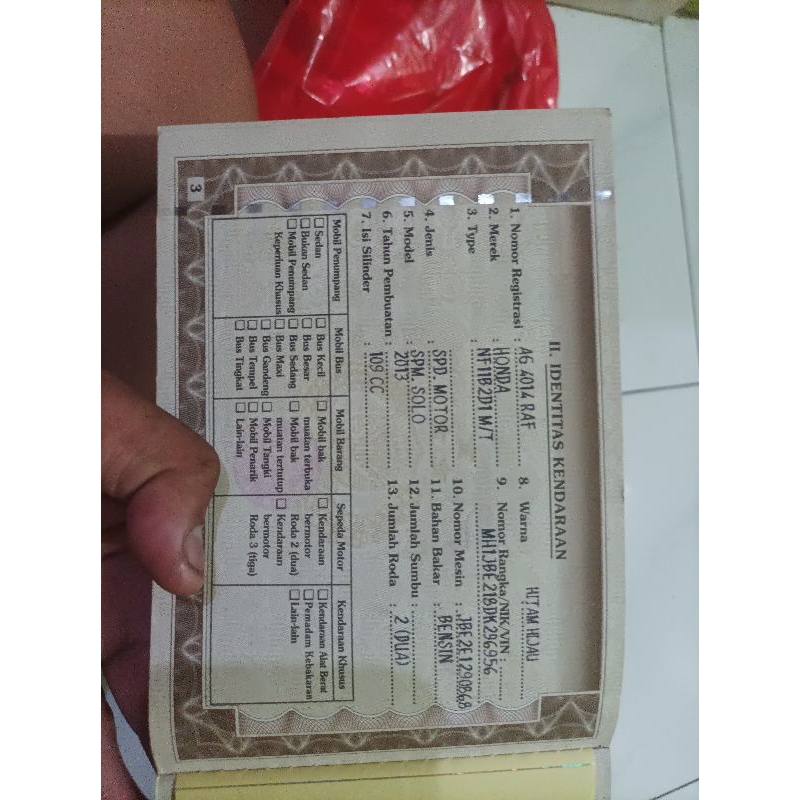 II. IDENTITAS KENDARAAN
1. Nomor Registrasi : AG 4014 RAF
2. Merek : HONDA
3. Type : NF11B2D1 M/T
4. Jenis : SPD. MOTOR
5. Model : SPM. SOLO
6. Tahun Pembuatan : 2013
7. Isi Silinder : 109 CC
8. Warna HITAM HIJAU
9. Nomor Rangka/NIK/VIN :
MH1JBE218DK296956
10. Nomor Mesin : JBE2E1290868
11. Bahan Bakar : BENSIN
12. Jumlah Sumbu :
13. Jumlah Roda : 2 (DUA)
Mobil Penumpang
Sedan
Bukan Sedan
Mobil Penumpang
Keperluan Khusus
Mobil Bus
Bus Kecil
Bus Besar
Bus Sedang
Bus Maxi
Bus Gandeng
Bus Tempel
Bus Tingkat
Mobil Barang
Mobil bak
muatan terbuka
Mobil bak
muatan tertutup
Mobil Tangki
Mobil Penarik
Lain-lain
Sepeda Motor
Kendaraan
bermotor
Roda 2 (dua)
Kendaraan
bermotor
Roda 3 (tiga)
Kendaraan Khusus
Kendaraan Alat Berat
Pemadam Kebakaran
Lain-lain
3